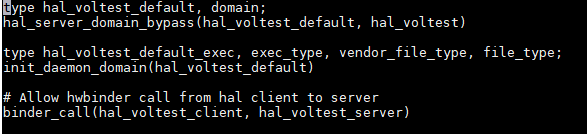 type hal_voltest_default, domain;
hal_server_domain_bypass(hal_voltest_default, hal_voltest)
type hal_voltest_default_exec, exec_type, vendor_file_type, file_type;
init_daemon_domain(hal_voltest_default)
# Allow hwbinder call from hal client to server
binder_call(hal_voltest_client, hal_voltest_server)